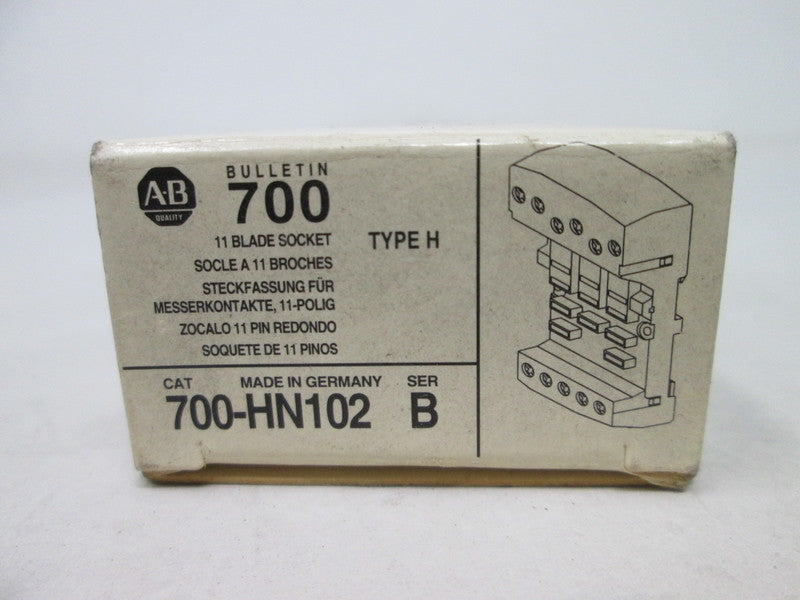 A-B
QUALITY
BULLETIN
700
11 BLADE SOCKET
TYPE H
SOCLE A 11 BROCHES
STECKFASSUNG FÜR
MESSERKONTAKTE, 11-POLIG
ZOCALO 11 PIN REDONDO
SOQUETE DE 11 PINOS
CAT MADE IN GERMANY SER
700-HN102 B